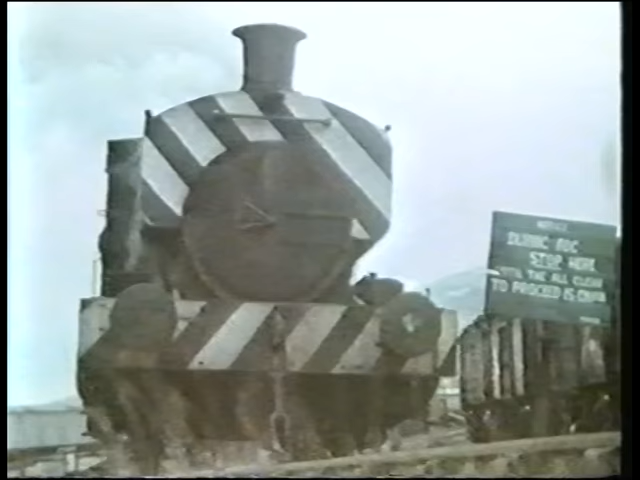 NOTICE
STOP HERE
UNTIL THE ALL CLEAR
TO PROCEED IS GIVEN